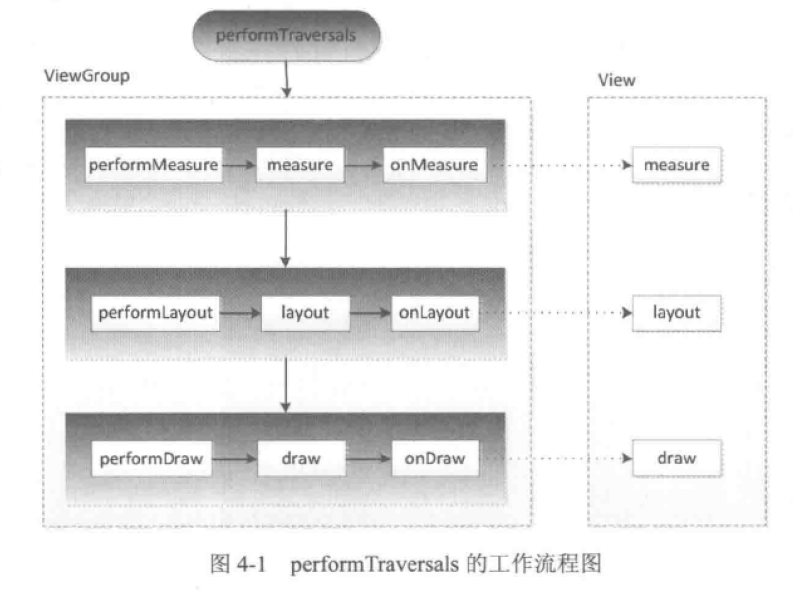 performTraversals
ViewGroup
View
performMeasure
measure
onMeasure
measure
performLayout
layout
onLayout
layout
performDraw
draw
onDraw
draw
图 4-1 performTraversals 的工作流程图